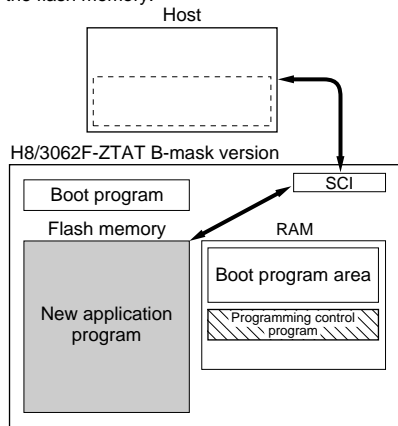 the flash memory.
Host
H8/3062F-ZTAT B-mask version
SCI
Boot program
Flash memory
RAM
Boot program area
New application
program
Programming control
program